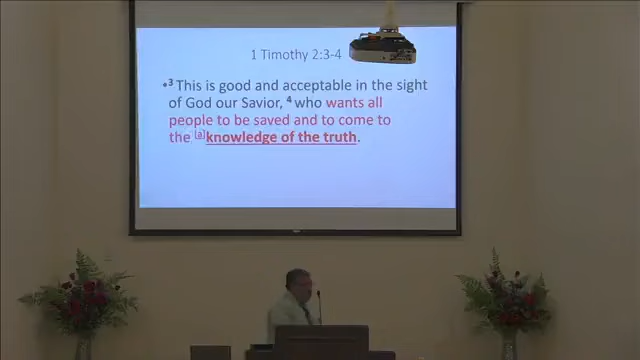 1 Timothy 2:3-4
3 This is good and acceptable in the sight
of God our Savior, 4 who wants all
people to be saved and to come to
the [a]knowledge of the truth.